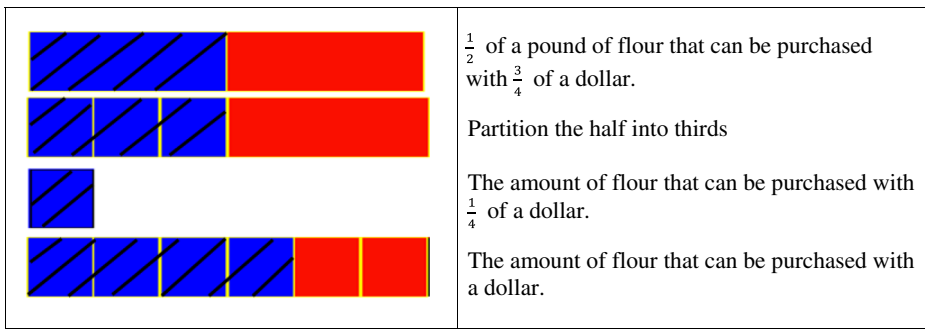 ½ of a pound of flour that can be purchased
with ¾ of a dollar.
Partition the half into thirds
The amount of flour that can be purchased with
¼ of a dollar.
The amount of flour that can be purchased with
a dollar.